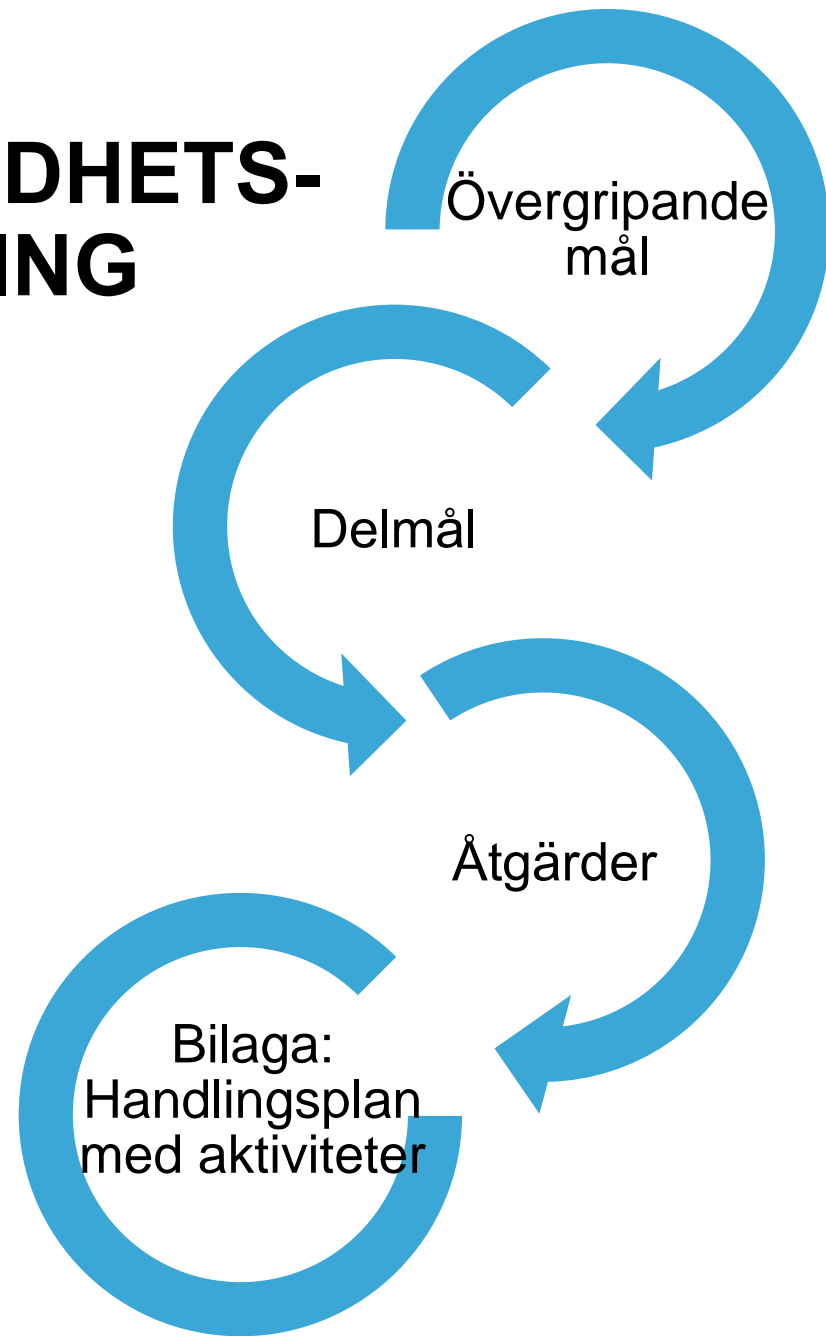 DHETS-
ING
Övergripande
mål
Delmål
Åtgärder
Bilaga:
Handlingsplan
med aktiviteter